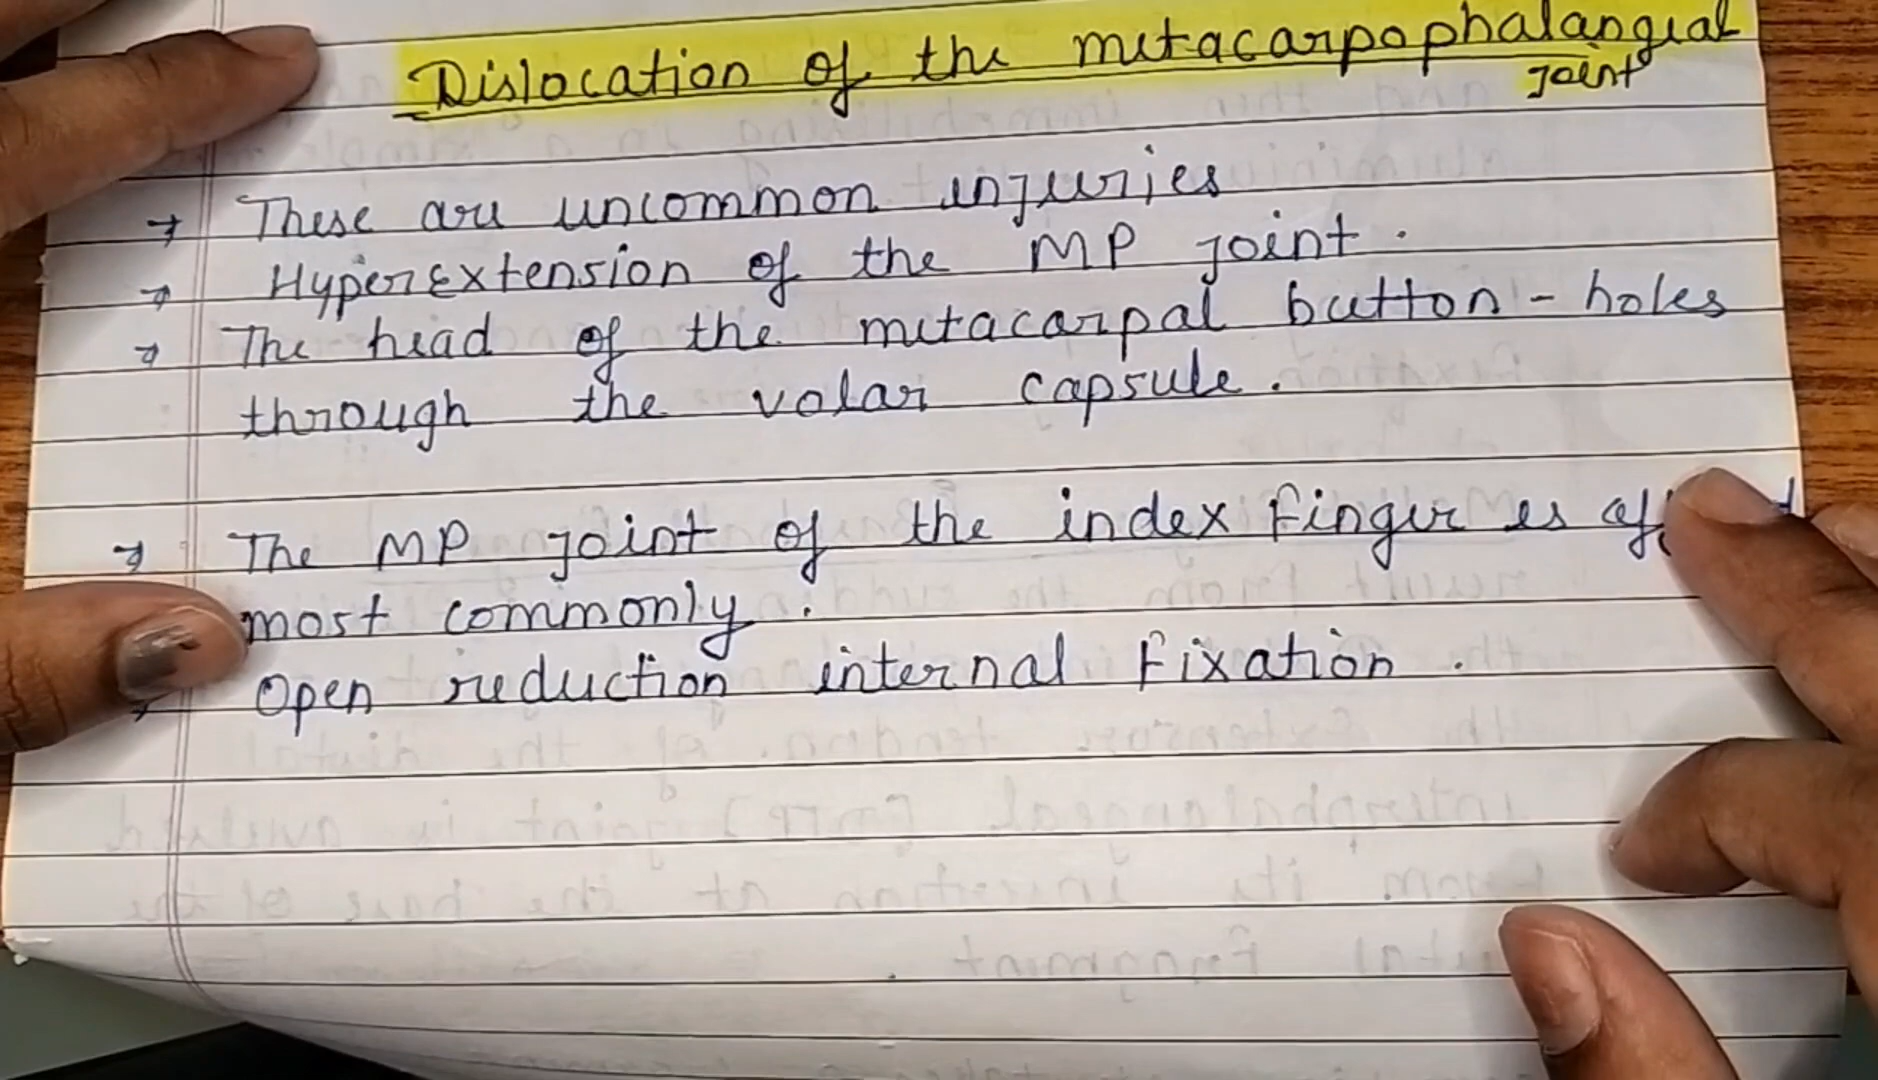 Dislocation of the metacarpophalangial
joint
→ These are uncommon injuries
→ Hyperextension of the MP joint.
→ The head of the metacarpal button-holes
through the volar capsule.
→ The MP joint of the index finger is
most commonly.
→ Open reduction internal fixation.